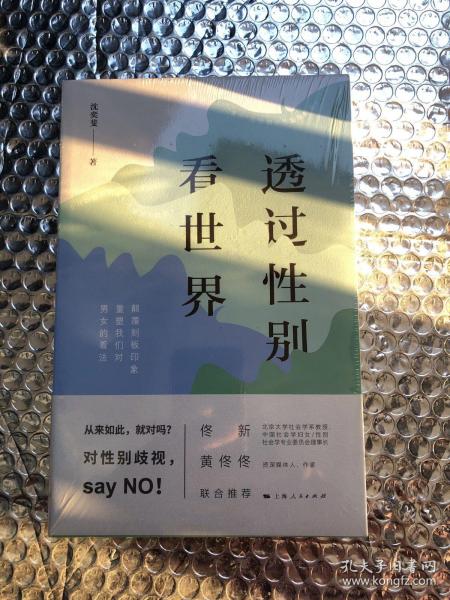 透过性别
看世界
沈奕斐——著
颠覆刻板印象
重塑我们对
男女的看法
从来如此，就对吗？
对性别歧视，
say NO！
佟新
北京大学社会学系教授，
中国社会学妇女/性别
社会学专业委员会理事长
黄佟佟
资深媒体人、作家
联合推荐
上海人民出版社
孔夫子旧书网
www.kongfz.com